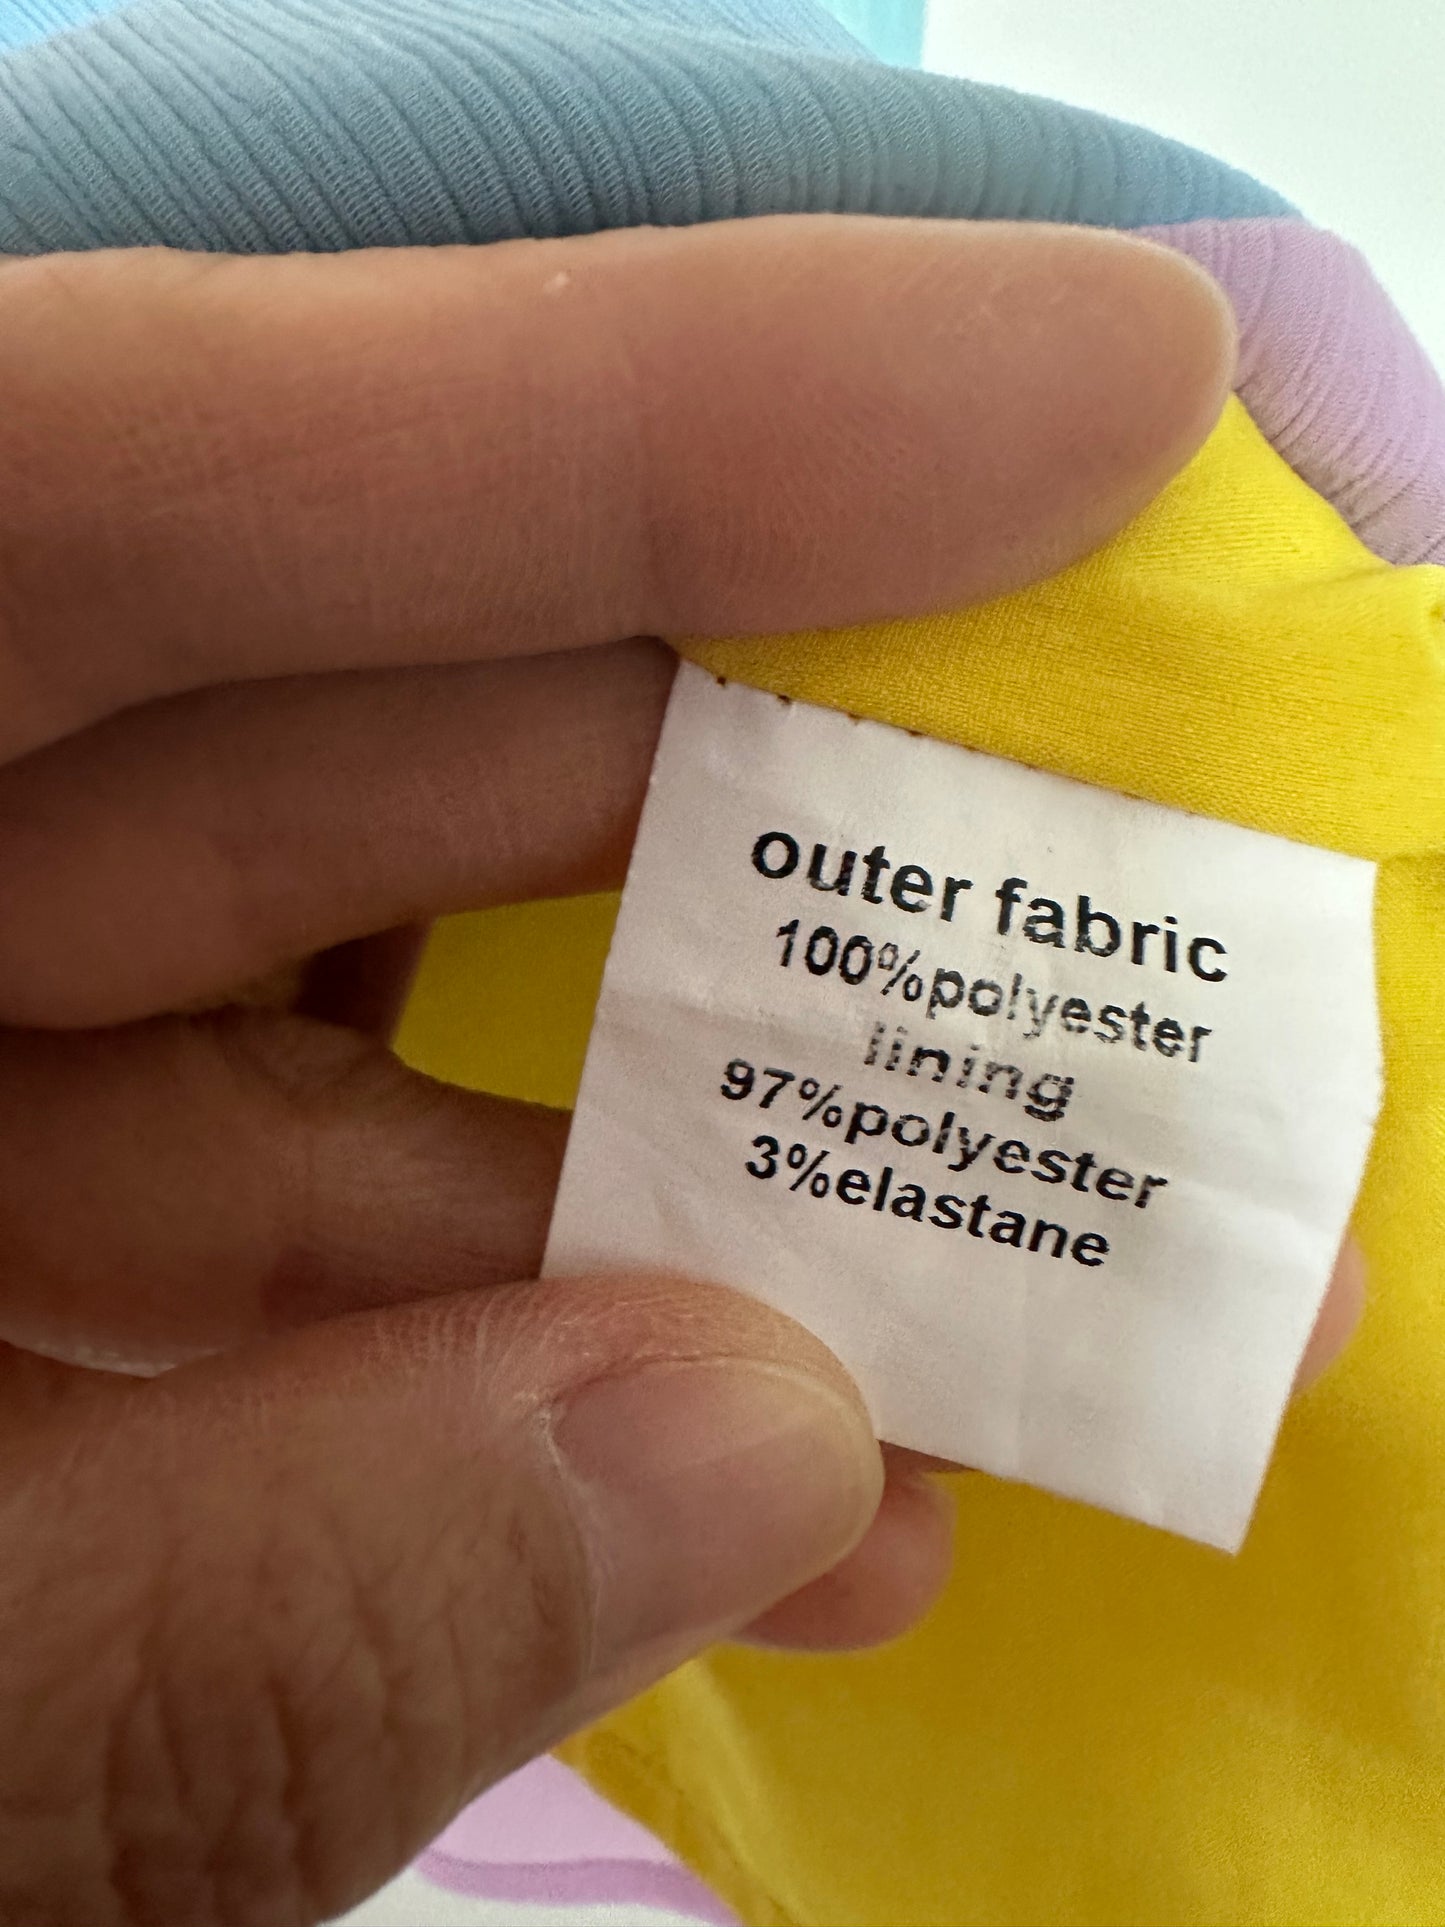 outer fabric
100%polyester
lining
97%polyester
3%elastane